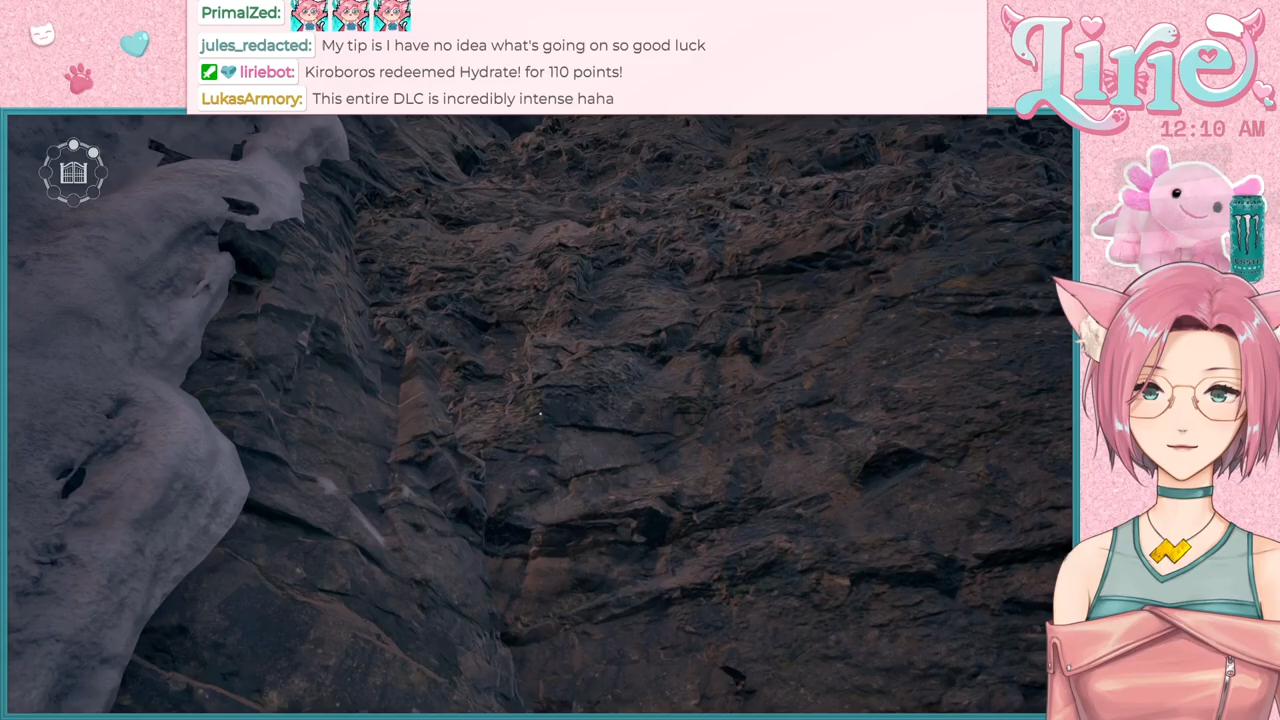 PrimalZed:
jules_redacted: My tip is I have no idea what's going on so good luck
liriebot: Kiroboros redeemed Hydrate! for 110 points!
LukasArmory: This entire DLC is incredibly intense haha
Lirie
12:10 AM